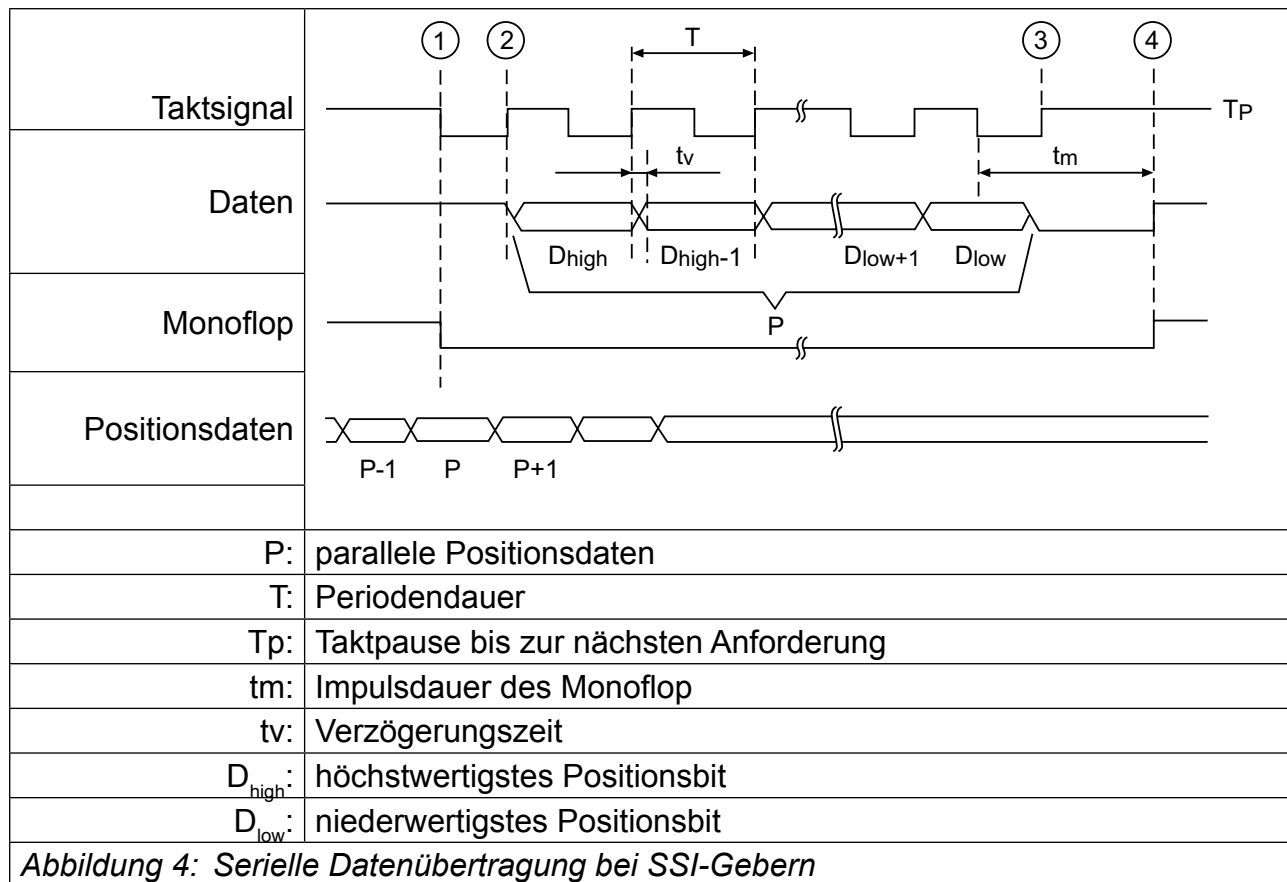 1 2 T 3 4
Taktsignal TP
tv tm
Daten
Dhigh Dhigh-1 Dlow+1 Dlow
Monoflop P
Positionsdaten
P-1 P P+1
P: parallele Positionsdaten
T: Periodendauer
Tp: Taktpause bis zur nächsten Anforderung
tm: Impulsdauer des Monoflop
tv: Verzögerungszeit
Dhigh: höchstwertigstes Positionsbit
Dlow: niederwertigstes Positionsbit
Abbildung 4: Serielle Datenübertragung bei SSI-Gebern